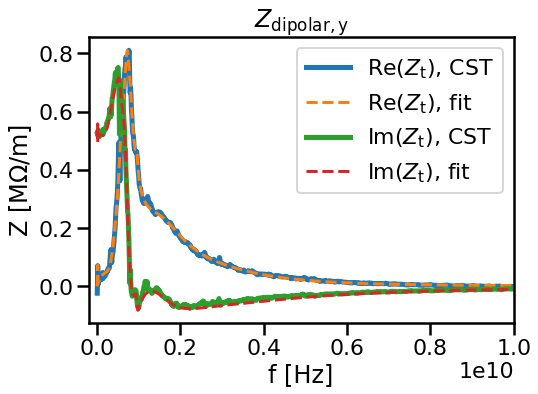 Z_dipolar,y
Re(Z_t), CST
Re(Z_t), fit
Im(Z_t), CST
Im(Z_t), fit
Z [MΩ/m]
0.8
0.6
0.4
0.2
0.0
0.0 0.2 0.4 0.6 0.8 1.0
1e10
f [Hz]